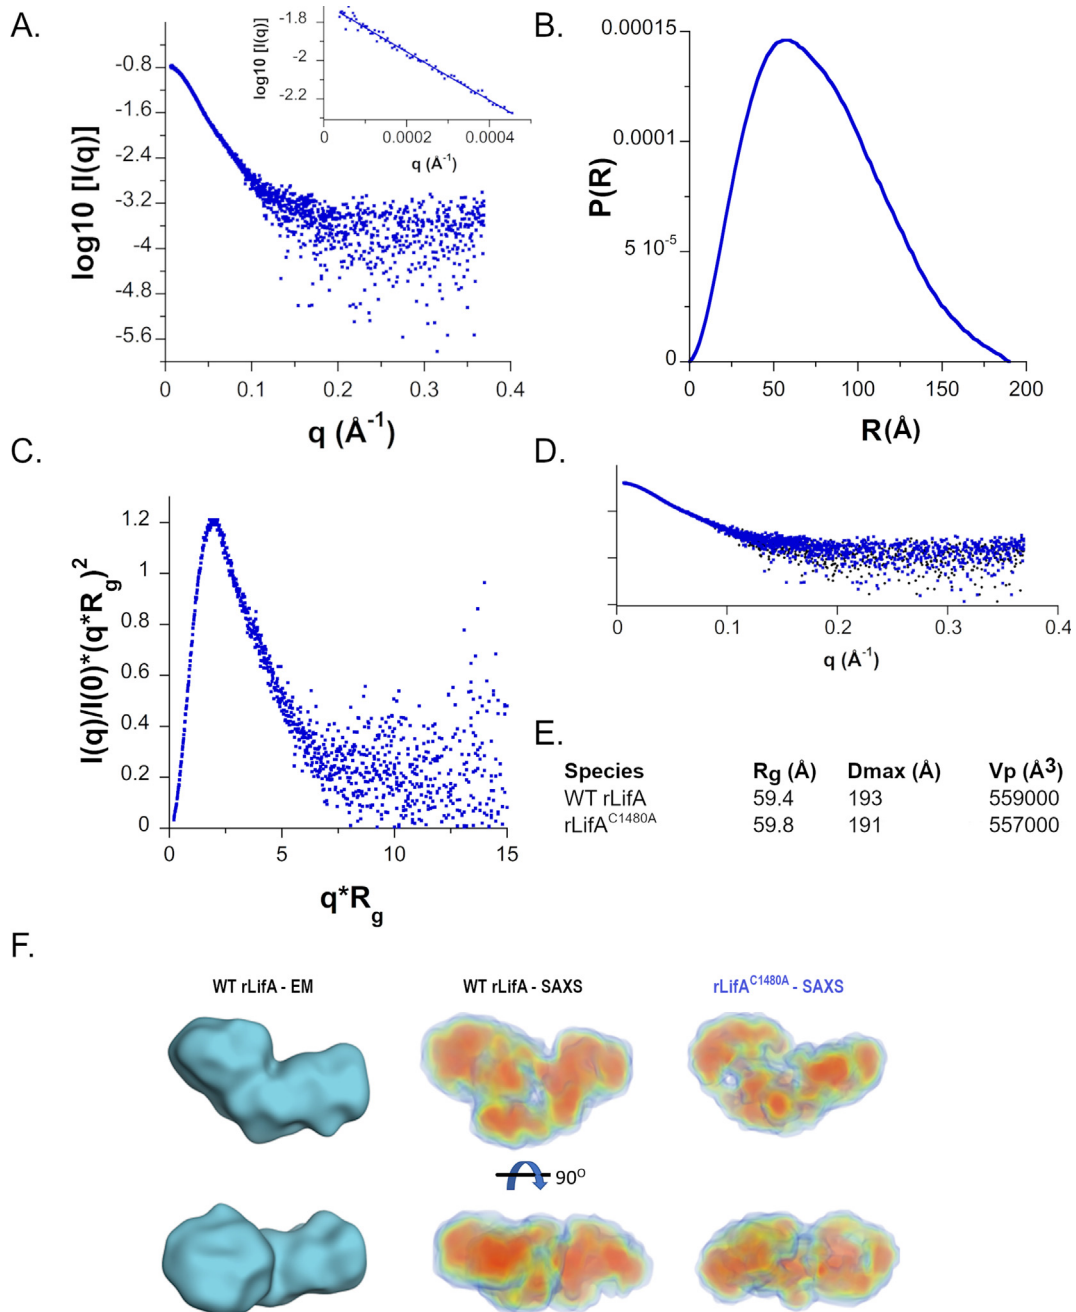 A.
log10 [I(q)]
-0.8
-1.6
-2.4
-3.2
-4
-4.8
-5.6
0
0.1
0.2
0.3
0.4
q (Å-1)
log10 [I(q)]
-1.8
-2
-2.2
0
0.0002
0.0004
q (Å-1)
B.
P(R)
0.00015
0.0001
5 10-5
0
0
50
100
150
200
R(Å)
C.
I(q)/I(0)*(q*Rg)2
1.2
1
0.8
0.6
0.4
0.2
0
0
5
10
15
q*Rg
D.
0
0.1
0.2
0.3
0.4
q (Å-1)
E.
Species Rg (Å) Dmax (Å) Vp (Å3)
WT rLifA 59.4 193 559000
rLifAC1480A 59.8 191 557000
F.
WT rLifA - EM WT rLifA - SAXS rLifAC1480A - SAXS
90O